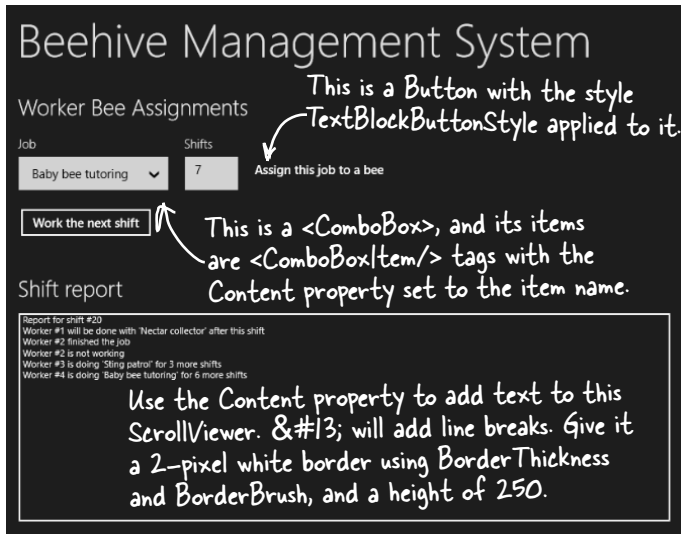 Beehive Management System
This is a Button with the style
TextBlockButtonStyle applied to it.
Worker Bee Assignments
Job
Shifts
Baby bee tutoring
7
Assign this job to a bee
Work the next shift
This is a <ComboBox>, and its items
are <ComboBoxItem/> tags with the
Content property set to the item name.
Shift report
Report for shift #20
Worker #1 will be done with 'Nectar collector' after this shift
Worker #2 finished the job
Worker #2 is not working
Worker #3 is doing 'Sting patrol' for 3 more shifts
Worker #4 is doing 'Baby bee tutoring' for 6 more shifts
Use the Content property to add text to this
ScrollViewer. &#13; will add line breaks. Give it
a 2-pixel white border using BorderThickness
and BorderBrush, and a height of 250.